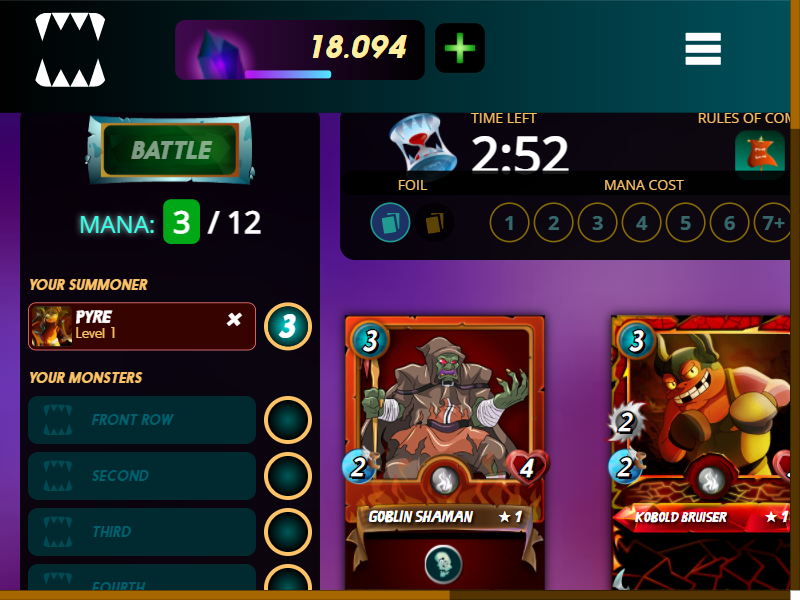 18.094
BATTLE
MANA: 3 / 12
YOUR SUMMONER
PYRE
Level 1
3
YOUR MONSTERS
FRONT ROW
SECOND
THIRD
FOURTH
TIME LEFT
2:52
RULES OF COM
FOIL
MANA COST
1 2 3 4 5 6 7+
3
2
4
GOBLIN SHAMAN ★ 1
3
2
2
KOBOLD BRUISER ★ 1